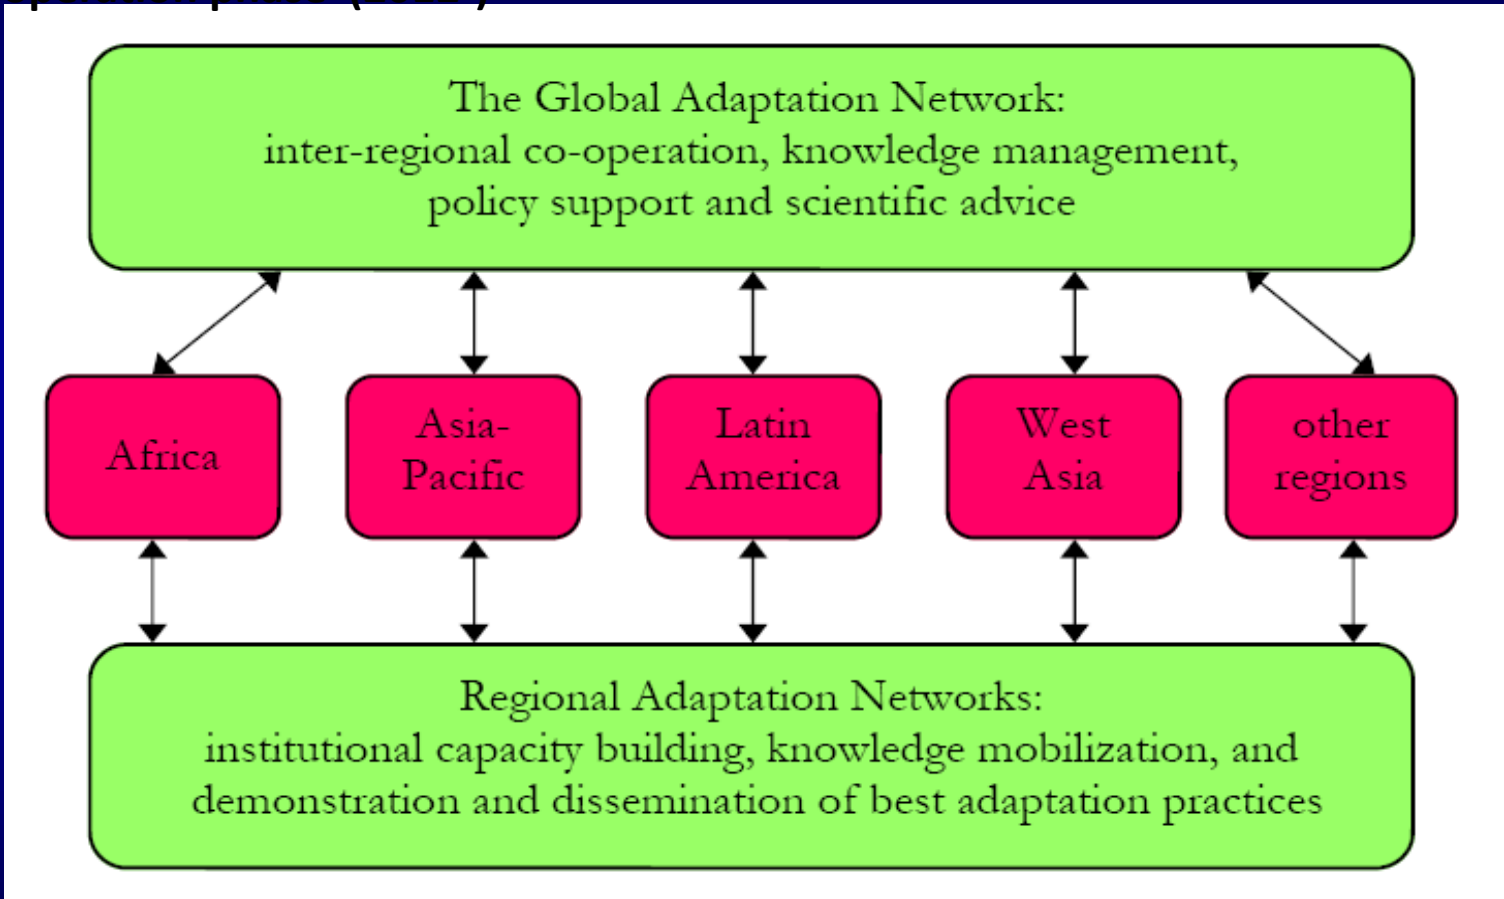 The Global Adaptation Network:
inter-regional co-operation, knowledge management,
policy support and scientific advice
Africa
Asia-
Pacific
Latin
America
West
Asia
other
regions
Regional Adaptation Networks:
institutional capacity building, knowledge mobilization, and
demonstration and dissemination of best adaptation practices